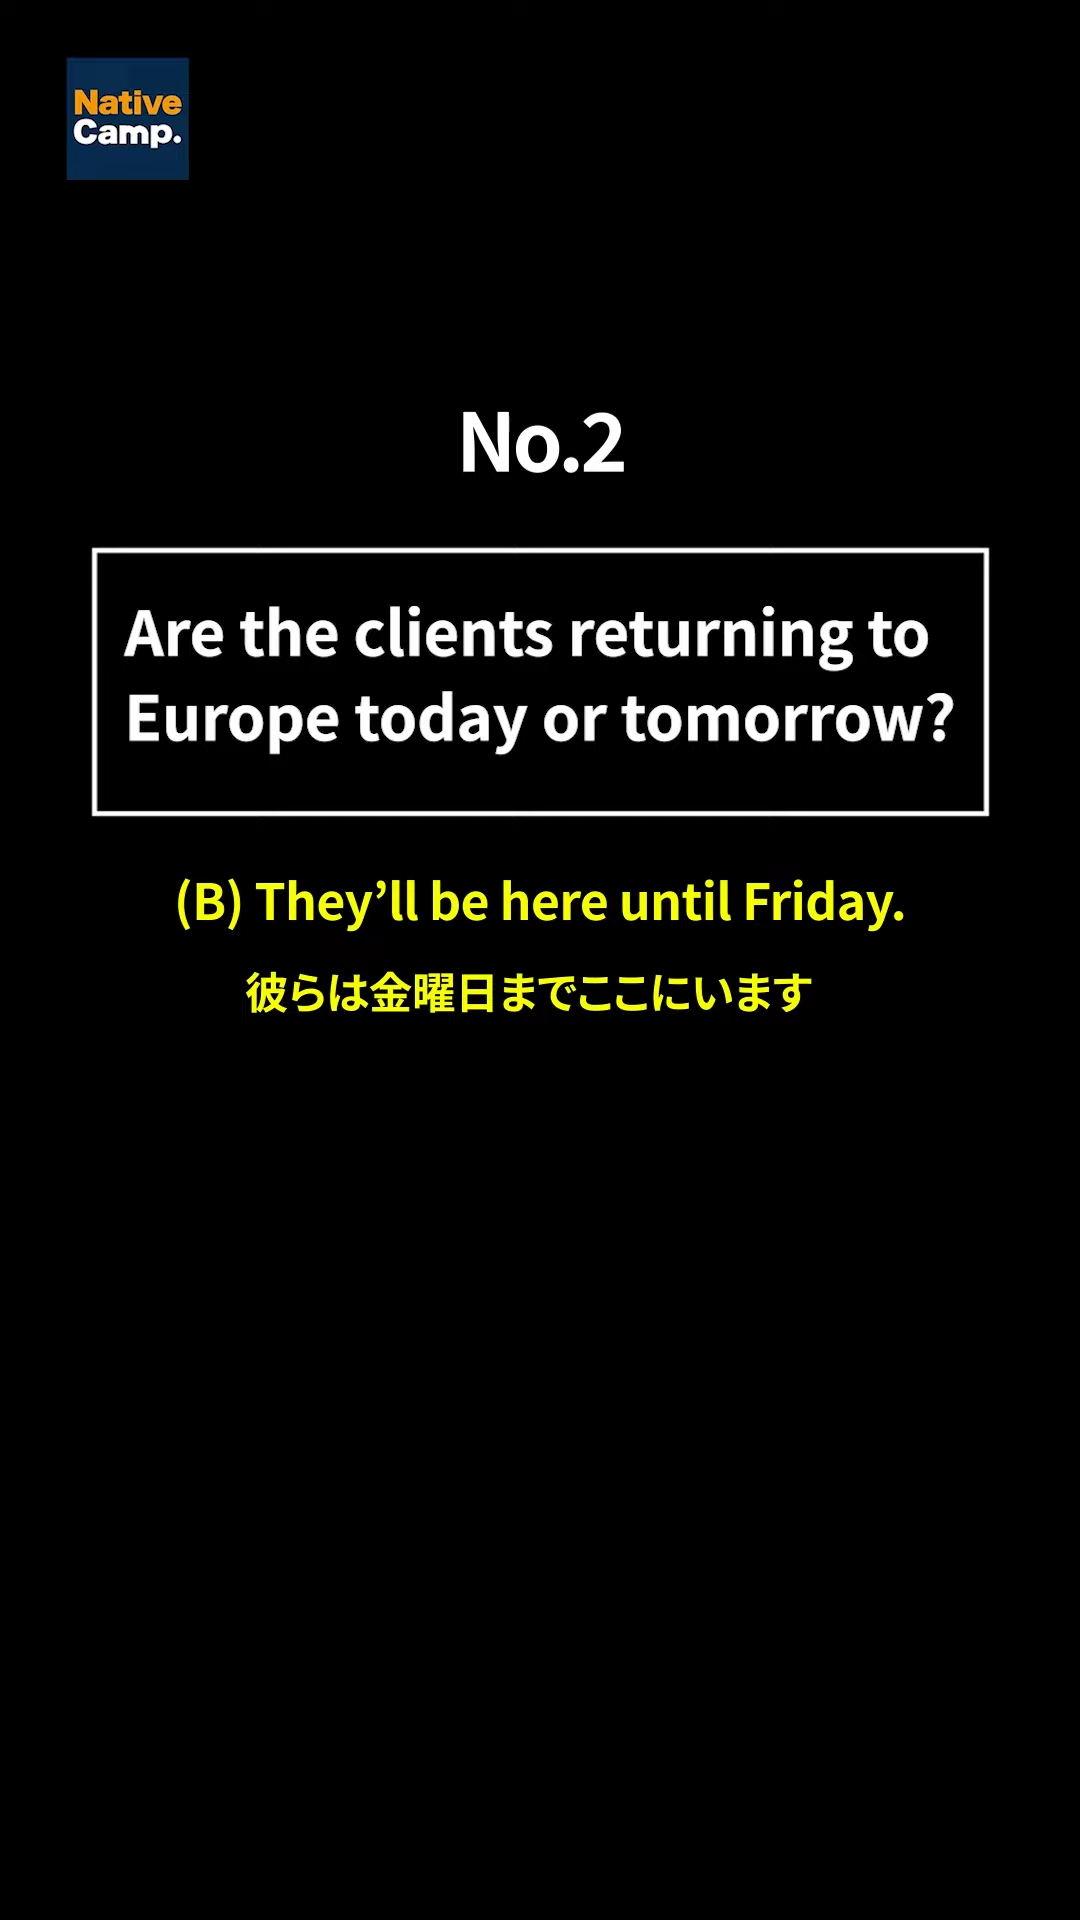 Native
Camp.
No.2
Are the clients returning to
Europe today or tomorrow?
(B) They’ll be here until Friday.
彼らは金曜日までここにいます